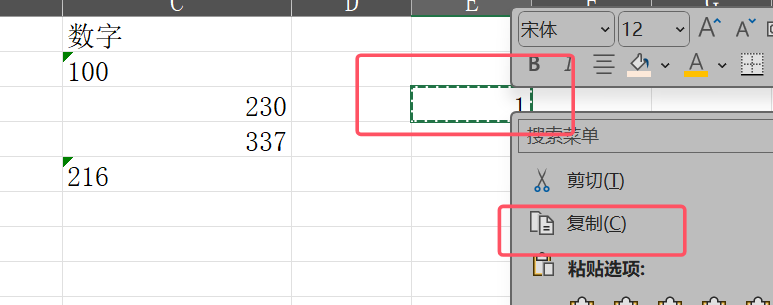 C D E
宋体 12 A A
数字
B I A
100
230 1
337
搜索菜单
216
剪切(T)
复制(C)
粘贴选项: